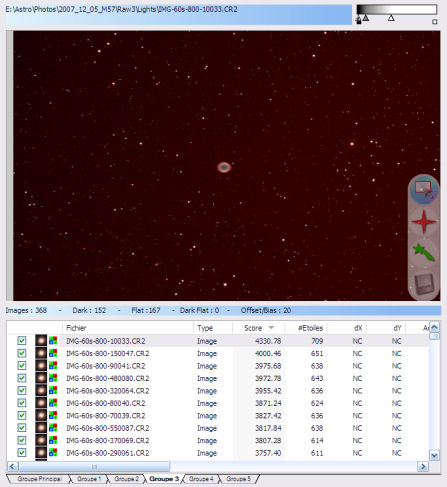 E:\Astro\Photos\2007_12_05_M57\Raw3\Lights\IMG-60s-800-10033.CR2
Images : 368 - Dark : 152 - Flat :167 - Dark Flat : 0 - Offset/Bias : 20
Fichier Type Score #Etoiles dX dY
IMG-60s-800-10033.CR2 Image 4330.78 709 NC NC
IMG-60s-800-150047.CR2 Image 4000.46 651 NC NC
IMG-60s-800-90041.CR2 Image 3975.68 638 NC NC
IMG-60s-800-480080.CR2 Image 3972.78 643 NC NC
IMG-60s-800-320064.CR2 Image 3955.42 636 NC NC
IMG-60s-800-80040.CR2 Image 3871.24 624 NC NC
IMG-60s-800-70039.CR2 Image 3827.42 636 NC NC
IMG-60s-800-550087.CR2 Image 3817.84 638 NC NC
IMG-60s-800-370069.CR2 Image 3807.28 614 NC NC
IMG-60s-800-290061.CR2 Image 3757.40 611 NC NC
Groupe Principal Groupe 1 Groupe 2 Groupe 3 Groupe 4 Groupe 5